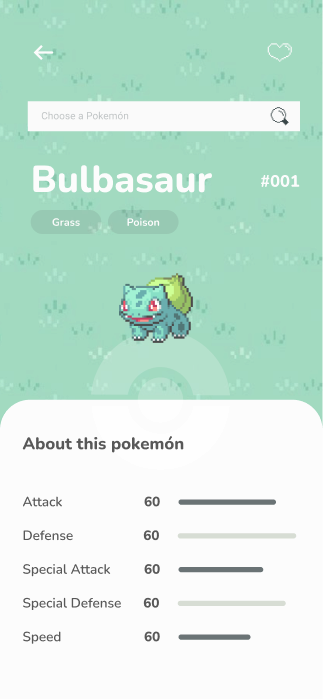 Choose a Pokemón
Bulbasaur #001
Grass Poison
About this pokemón
Attack 60
Defense 60
Special Attack 60
Special Defense 60
Speed 60